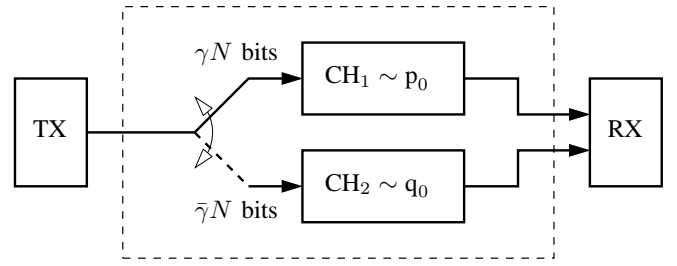 γN bits
TX
CH₁ ∼ p₀
RX
CH₂ ∼ q₀
γ̄N bits